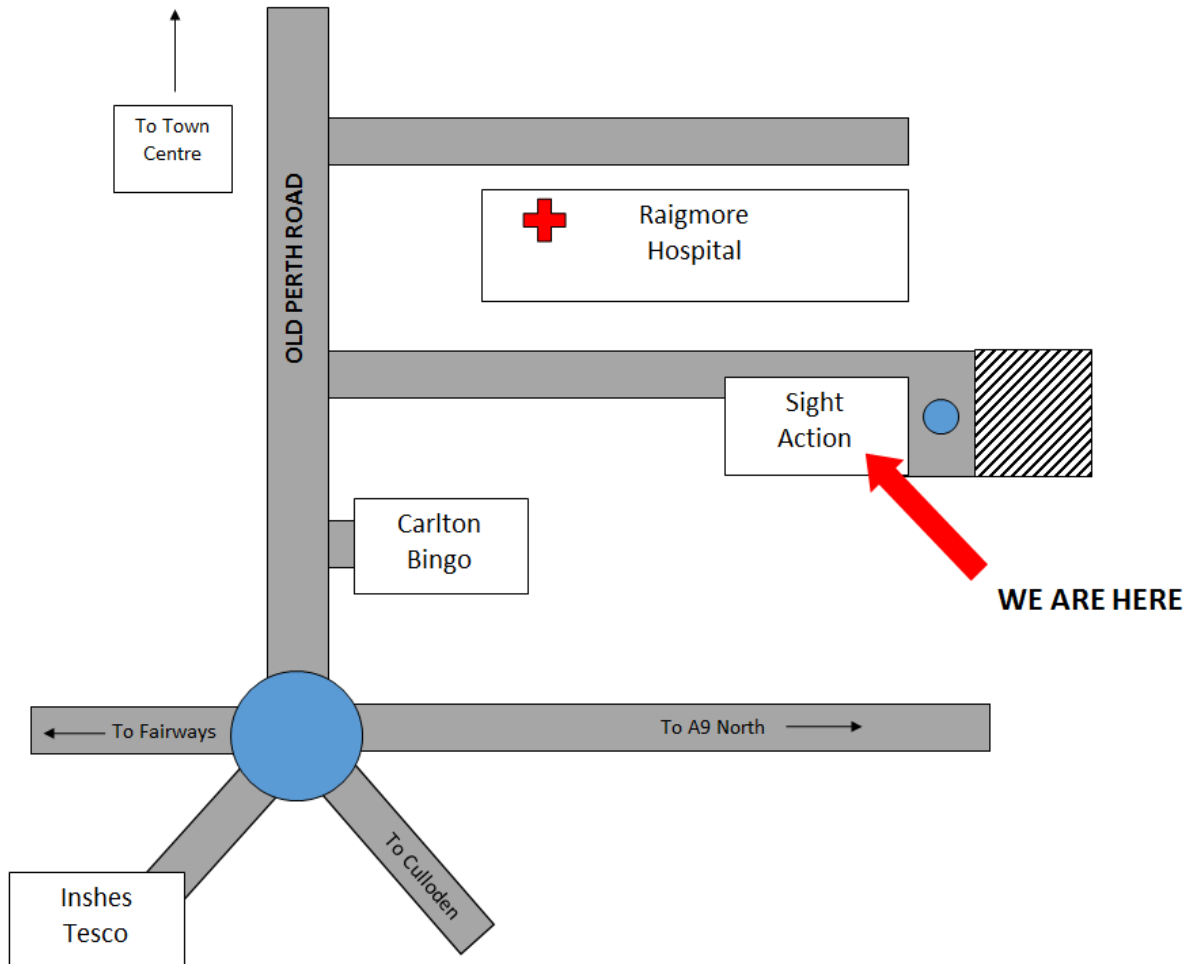 To Town
Centre
OLD PERTH ROAD
Raigmore
Hospital
Sight
Action
Carlton
Bingo
WE ARE HERE
To Fairways
To A9 North
To Culloden
Inshes
Tesco